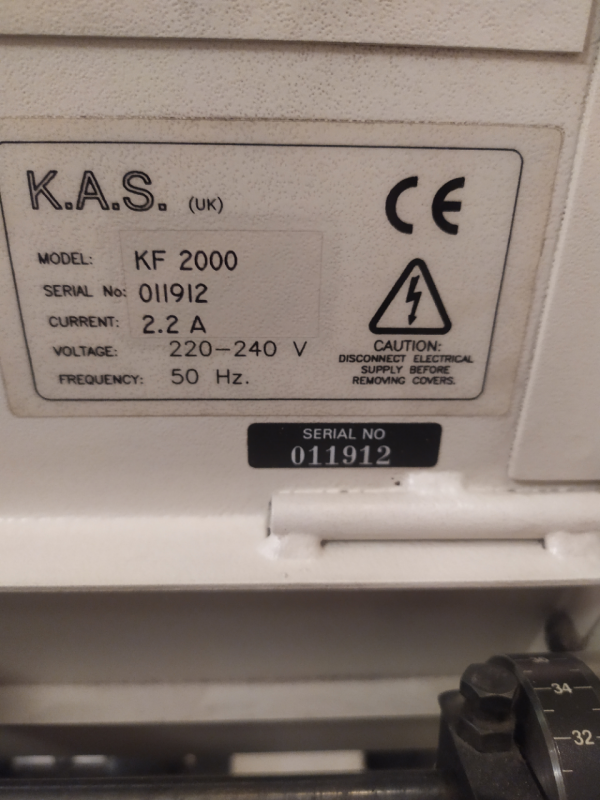 K.A.S. (UK)
CE
MODEL: KF 2000
SERIAL No: 011912
CURRENT: 2.2 A
VOLTAGE: 220-240 V
FREQUENCY: 50 Hz.
CAUTION:
DISCONNECT ELECTRICAL
SUPPLY BEFORE
REMOVING COVERS.
SERIAL NO
011912
34
32